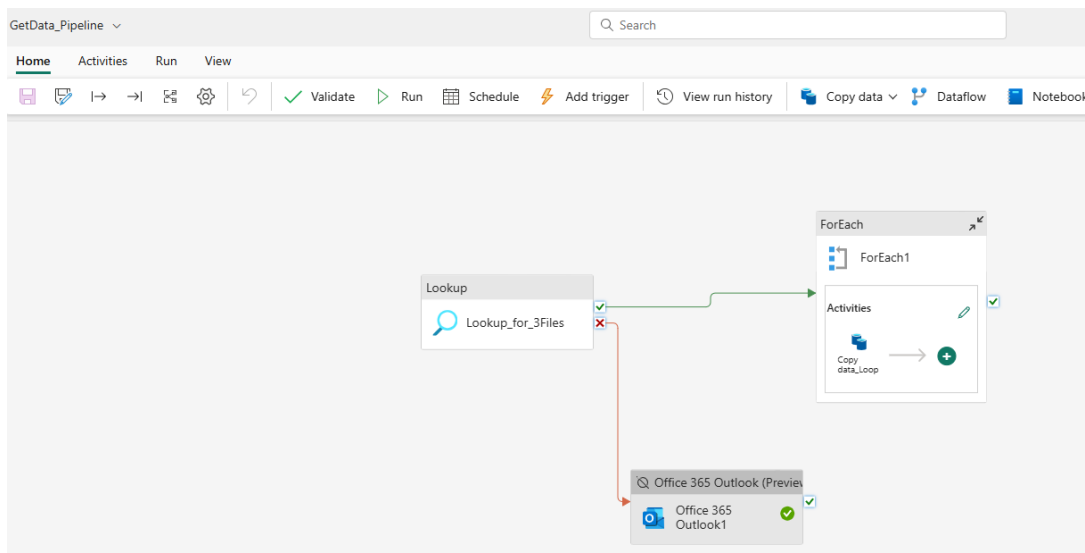 GetData_Pipeline
Search
Home Activities Run View
Validate Run Schedule Add trigger View run history Copy data Dataflow Notebook
ForEach
ForEach1
Lookup
Lookup_for_3Files
Activities
Copy
data_Loop
Office 365 Outlook (Preview
Office 365
Outlook1